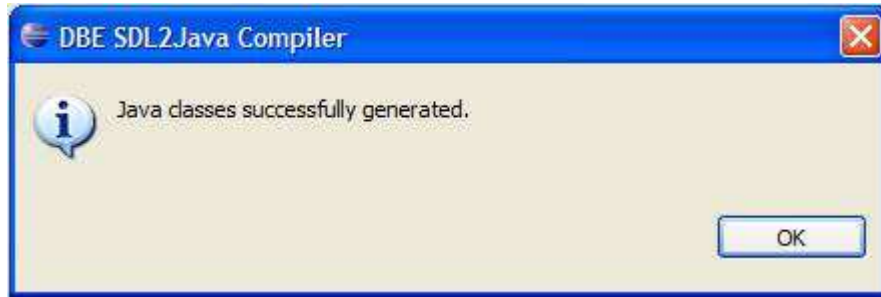 DBE SDL2Java Compiler
Java classes successfully generated.
OK